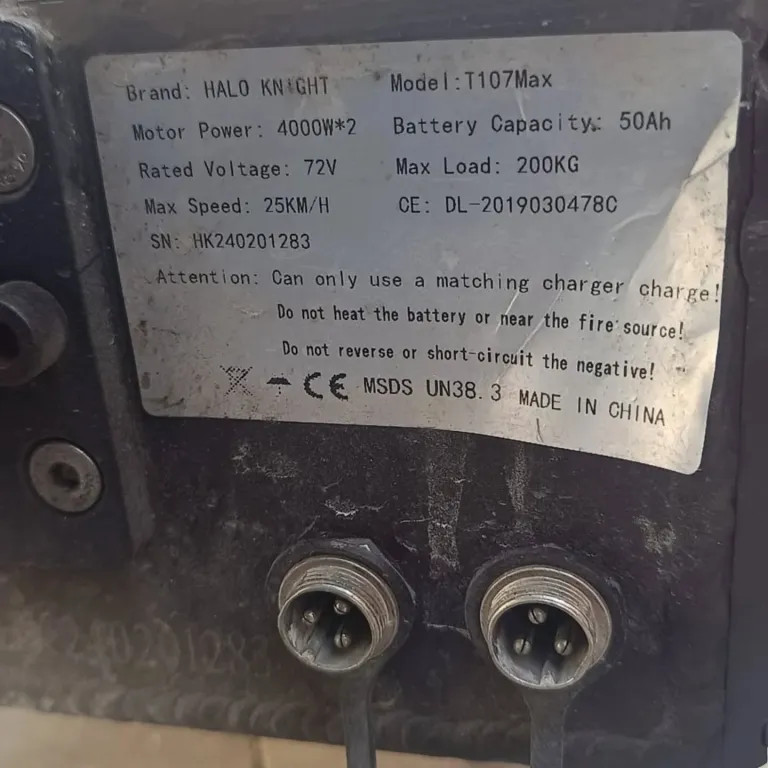 Brand: HALO KNIGHT Model:T107Max
Motor Power: 4000W*2 Battery Capacity: 50Ah
Rated Voltage: 72V Max Load: 200KG
Max Speed: 25KM/H CE: DL-2019030478C
SN: HK240201283
Attention: Can only use a matching charger charge!
Do not heat the battery or near the fire source!
Do not reverse or short-circuit the negative!
CE MSDS UN38.3 MADE IN CHINA
240201283